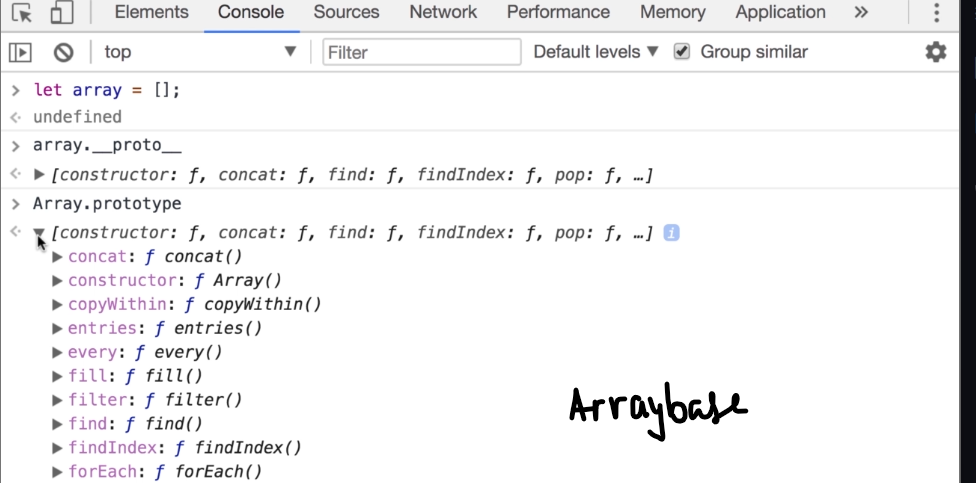 Elements Console Sources Network Performance Memory Application »
top ▼ Filter Default levels ▼ Group similar
> let array = [];
undefined
> array.__proto__
▶ [constructor: ƒ, concat: ƒ, find: ƒ, findIndex: ƒ, pop: ƒ, …]
> Array.prototype
▼ [constructor: ƒ, concat: ƒ, find: ƒ, findIndex: ƒ, pop: ƒ, …] i
▶ concat: ƒ concat()
▶ constructor: ƒ Array()
▶ copyWithin: ƒ copyWithin()
▶ entries: ƒ entries()
▶ every: ƒ every()
▶ fill: ƒ fill()
▶ filter: ƒ filter()
▶ find: ƒ find()
▶ findIndex: ƒ findIndex()
▶ forEach: ƒ forEach()
Arraybase